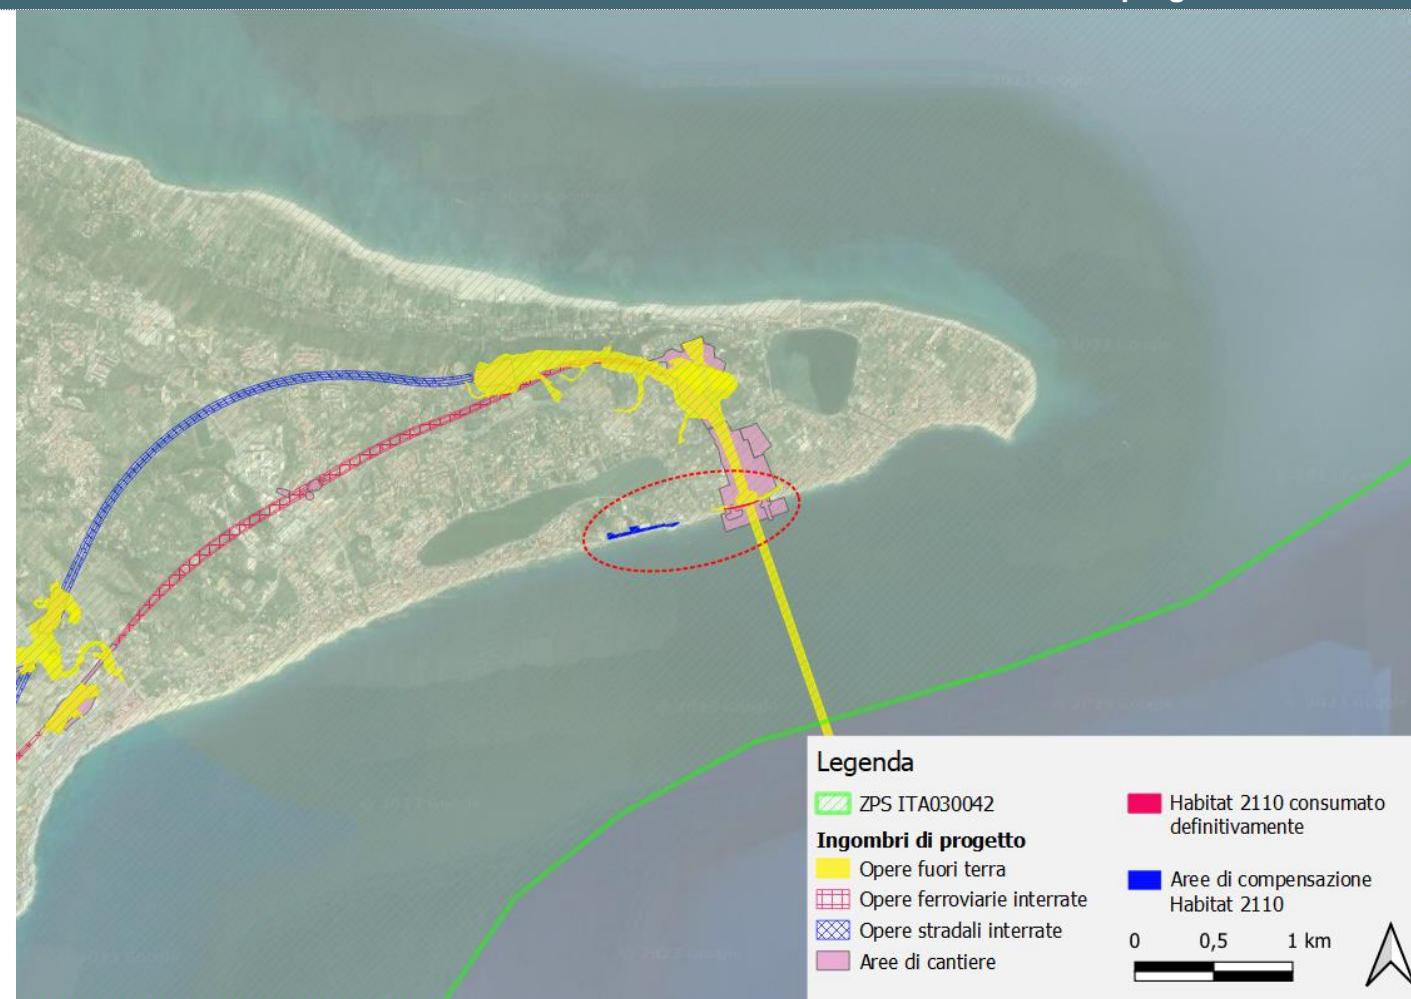 Legenda
ZPS ITA030042
Ingombri di progetto
Opere fuori terra
Opere ferroviarie interrate
Opere stradali interrate
Aree di cantiere
Habitat 2110 consumato
definitivamente
Aree di compensazione
Habitat 2110
0 0,5 1 km